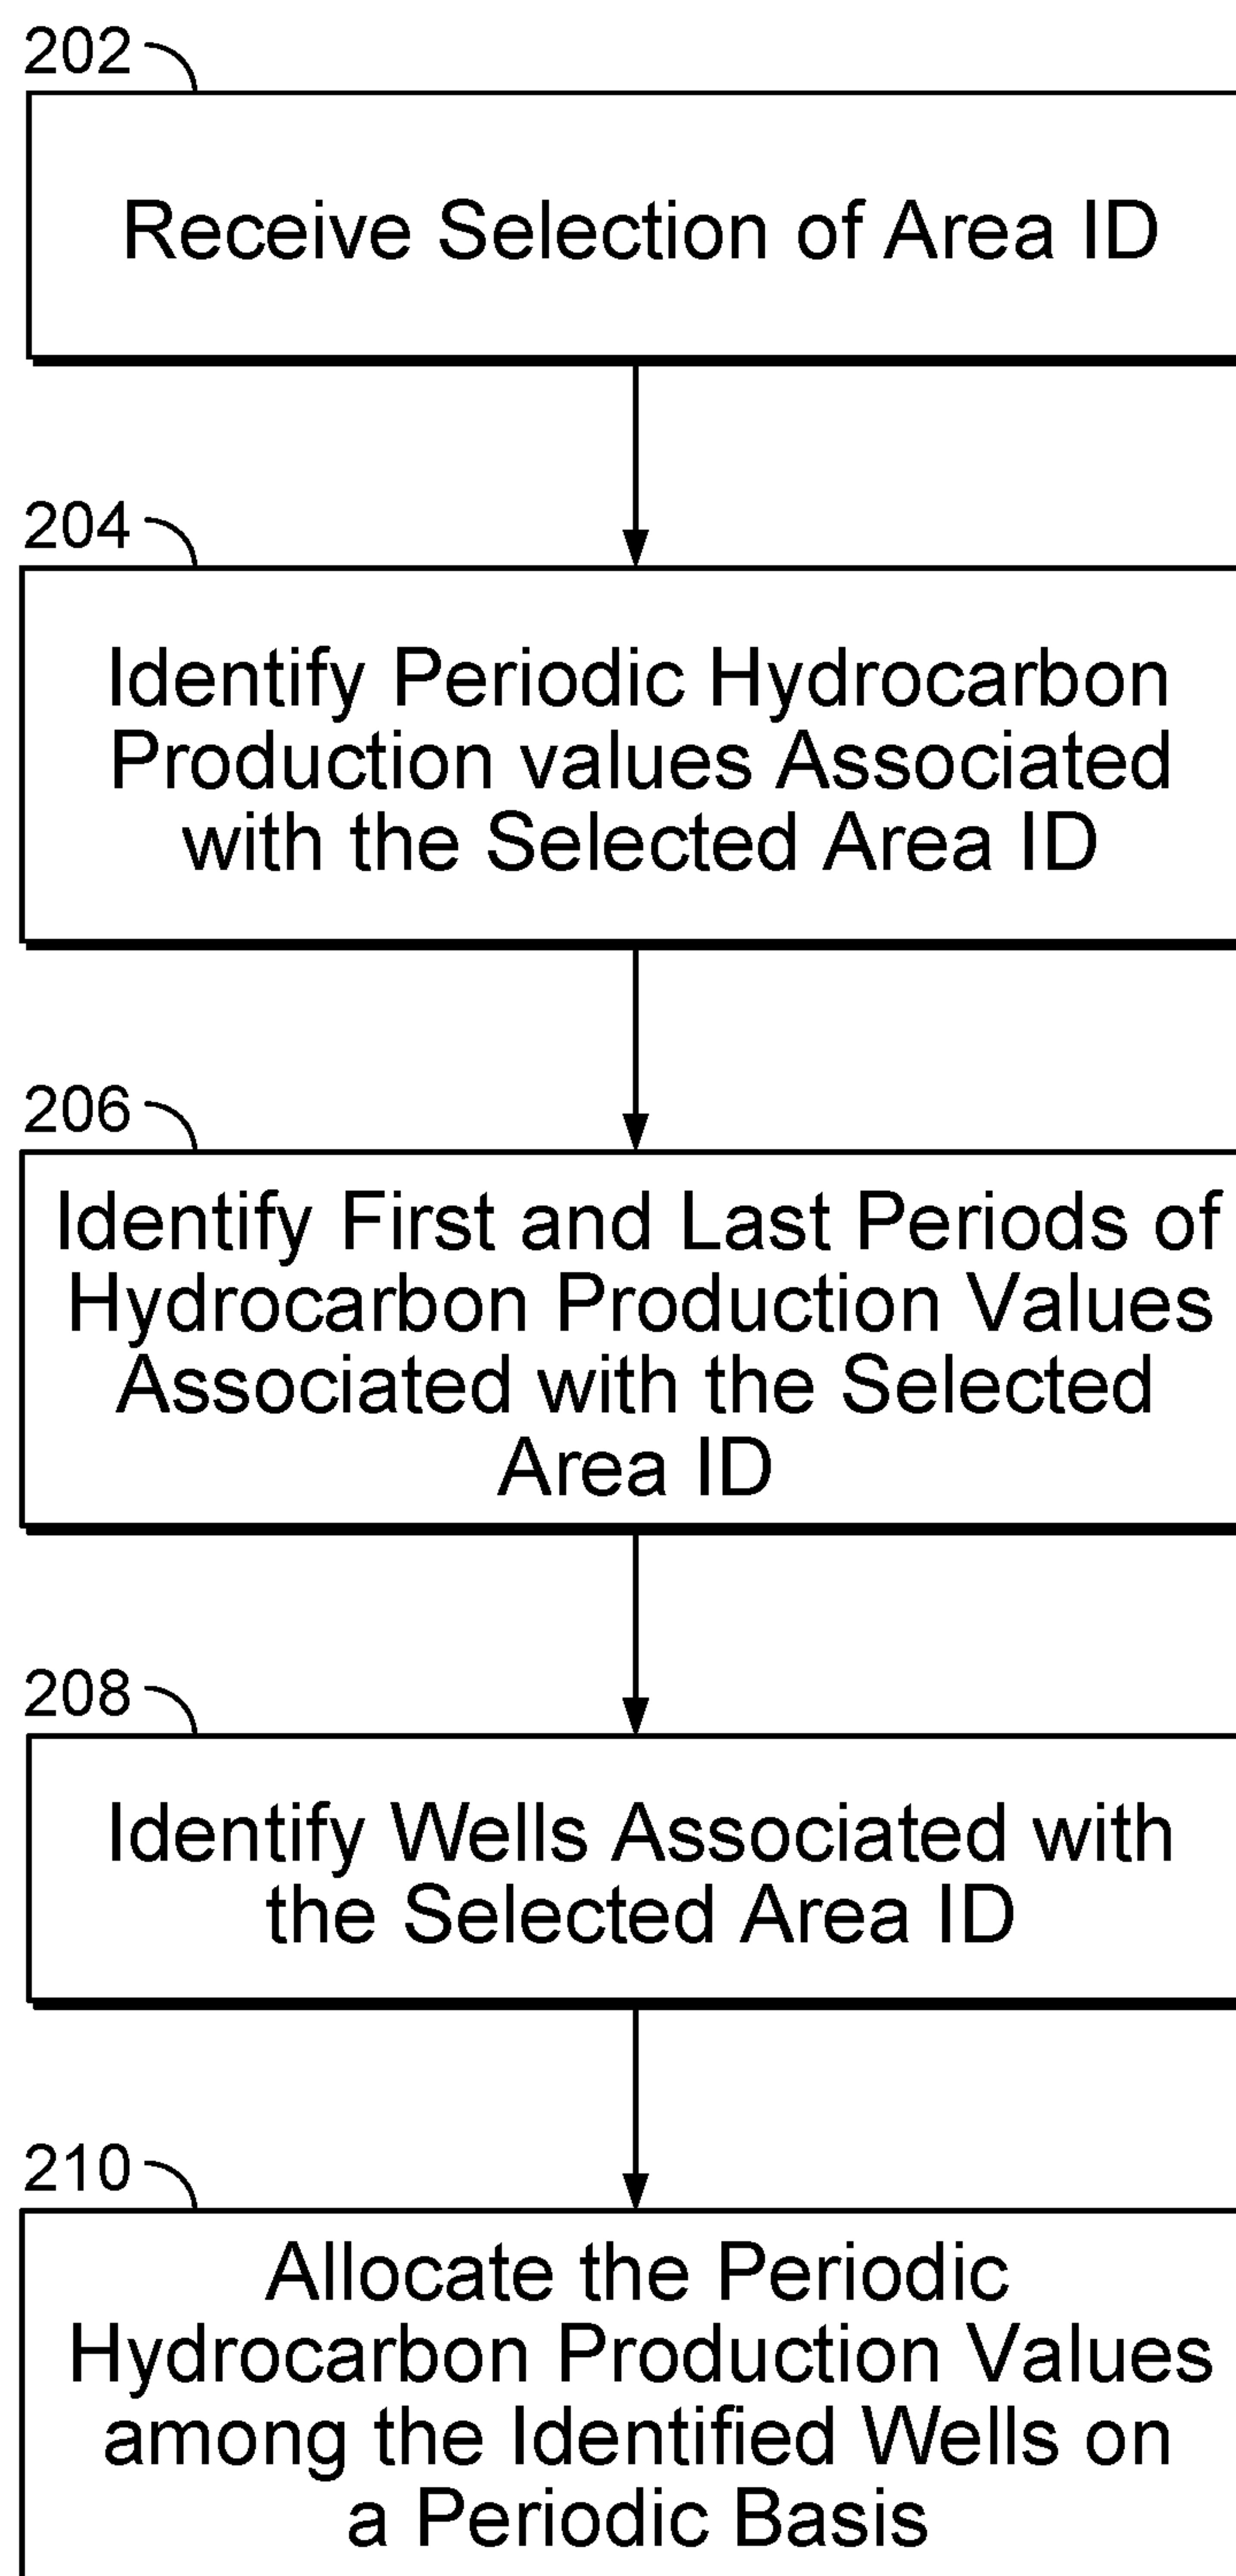 202
Receive Selection of Area ID
204
Identify Periodic Hydrocarbon
Production values Associated
with the Selected Area ID
206
Identify First and Last Periods of
Hydrocarbon Production Values
Associated with the Selected
Area ID
208
Identify Wells Associated with
the Selected Area ID
210
Allocate the Periodic
Hydrocarbon Production Values
among the Identified Wells on
a Periodic Basis